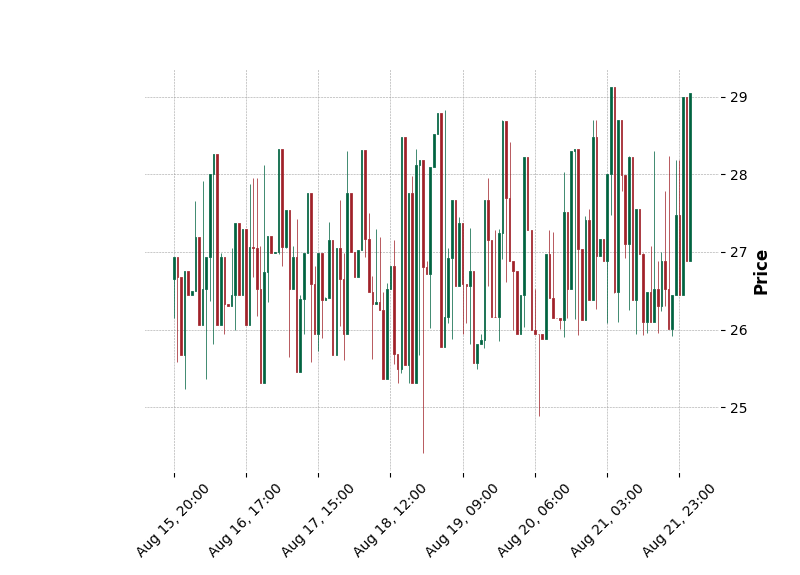 29
28
27
26
25
Price
Aug 15, 20:00
Aug 16, 17:00
Aug 17, 15:00
Aug 18, 12:00
Aug 19, 09:00
Aug 20, 06:00
Aug 21, 03:00
Aug 21, 23:00